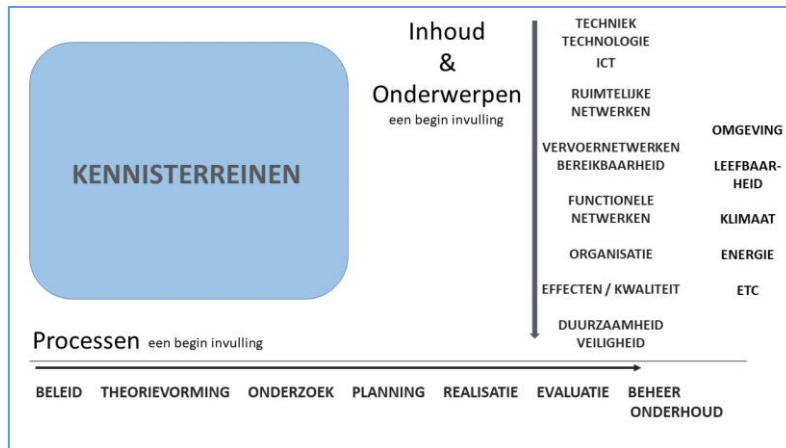 KENNISTERREINEN
Inhoud
&
Onderwerpen
een begin invulling
TECHNIEK
TECHNOLOGIE
ICT
RUIMTELIJKE
NETWERKEN
VERVOERNETWERKEN
BEREIKBAARHEID
FUNCTIONELE
NETWERKEN
ORGANISATIE
EFFECTEN / KWALITEIT
DUURZAAMHEID
VEILIGHEID
OMGEVING
LEEFBAAR-
HEID
KLIMAAT
ENERGIE
ETC
Processen een begin invulling
BELEID THEORIEVORMING ONDERZOEK PLANNING REALISATIE EVALUATIE BEHEER
ONDERHOUD